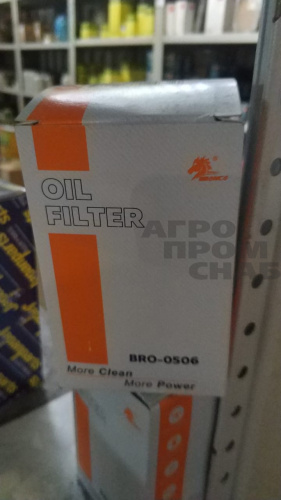 OIL
FILTER
АГРО
ПРОМ
СНАБ
BRO-0506
More Clean
More Power